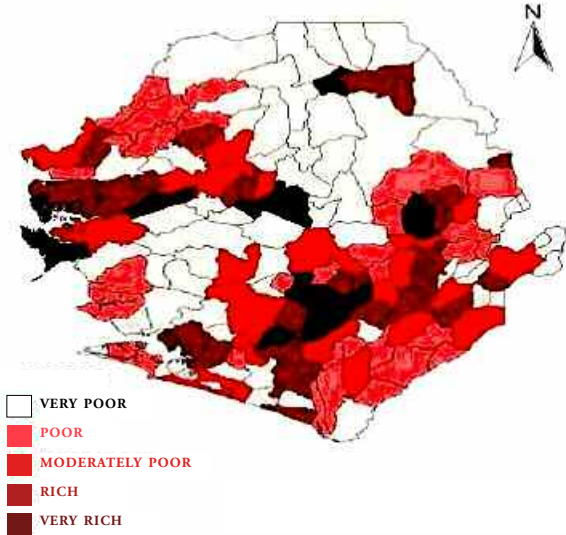 N
VERY POOR
POOR
MODERATELY POOR
RICH
VERY RICH